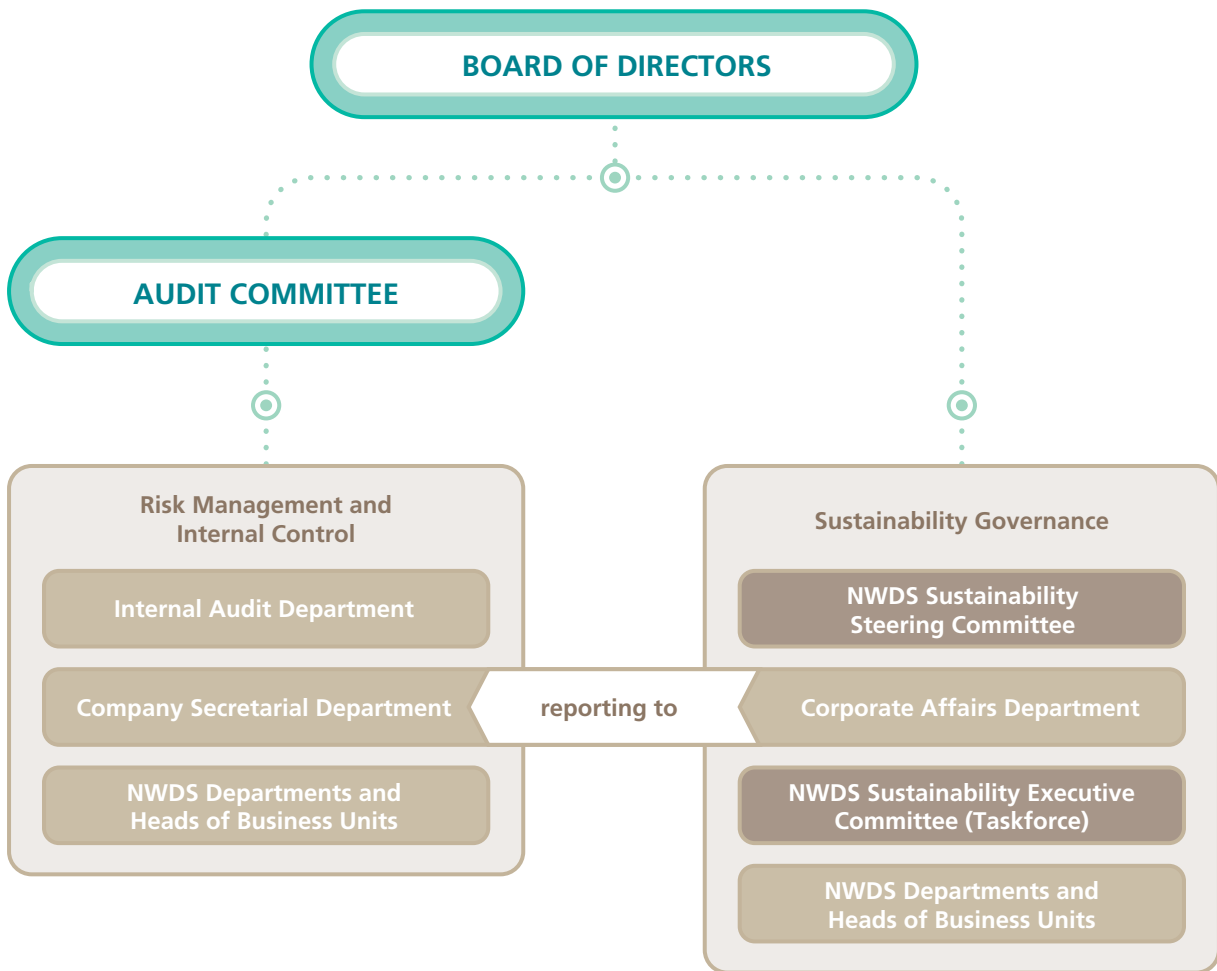 BOARD OF DIRECTORS
AUDIT COMMITTEE
Risk Management and
Internal Control
Internal Audit Department
Company Secretarial Department
NWDS Departments and
Heads of Business Units
reporting to
Sustainability Governance
NWDS Sustainability
Steering Committee
Corporate Affairs Department
NWDS Sustainability Executive
Committee (Taskforce)
NWDS Departments and
Heads of Business Units